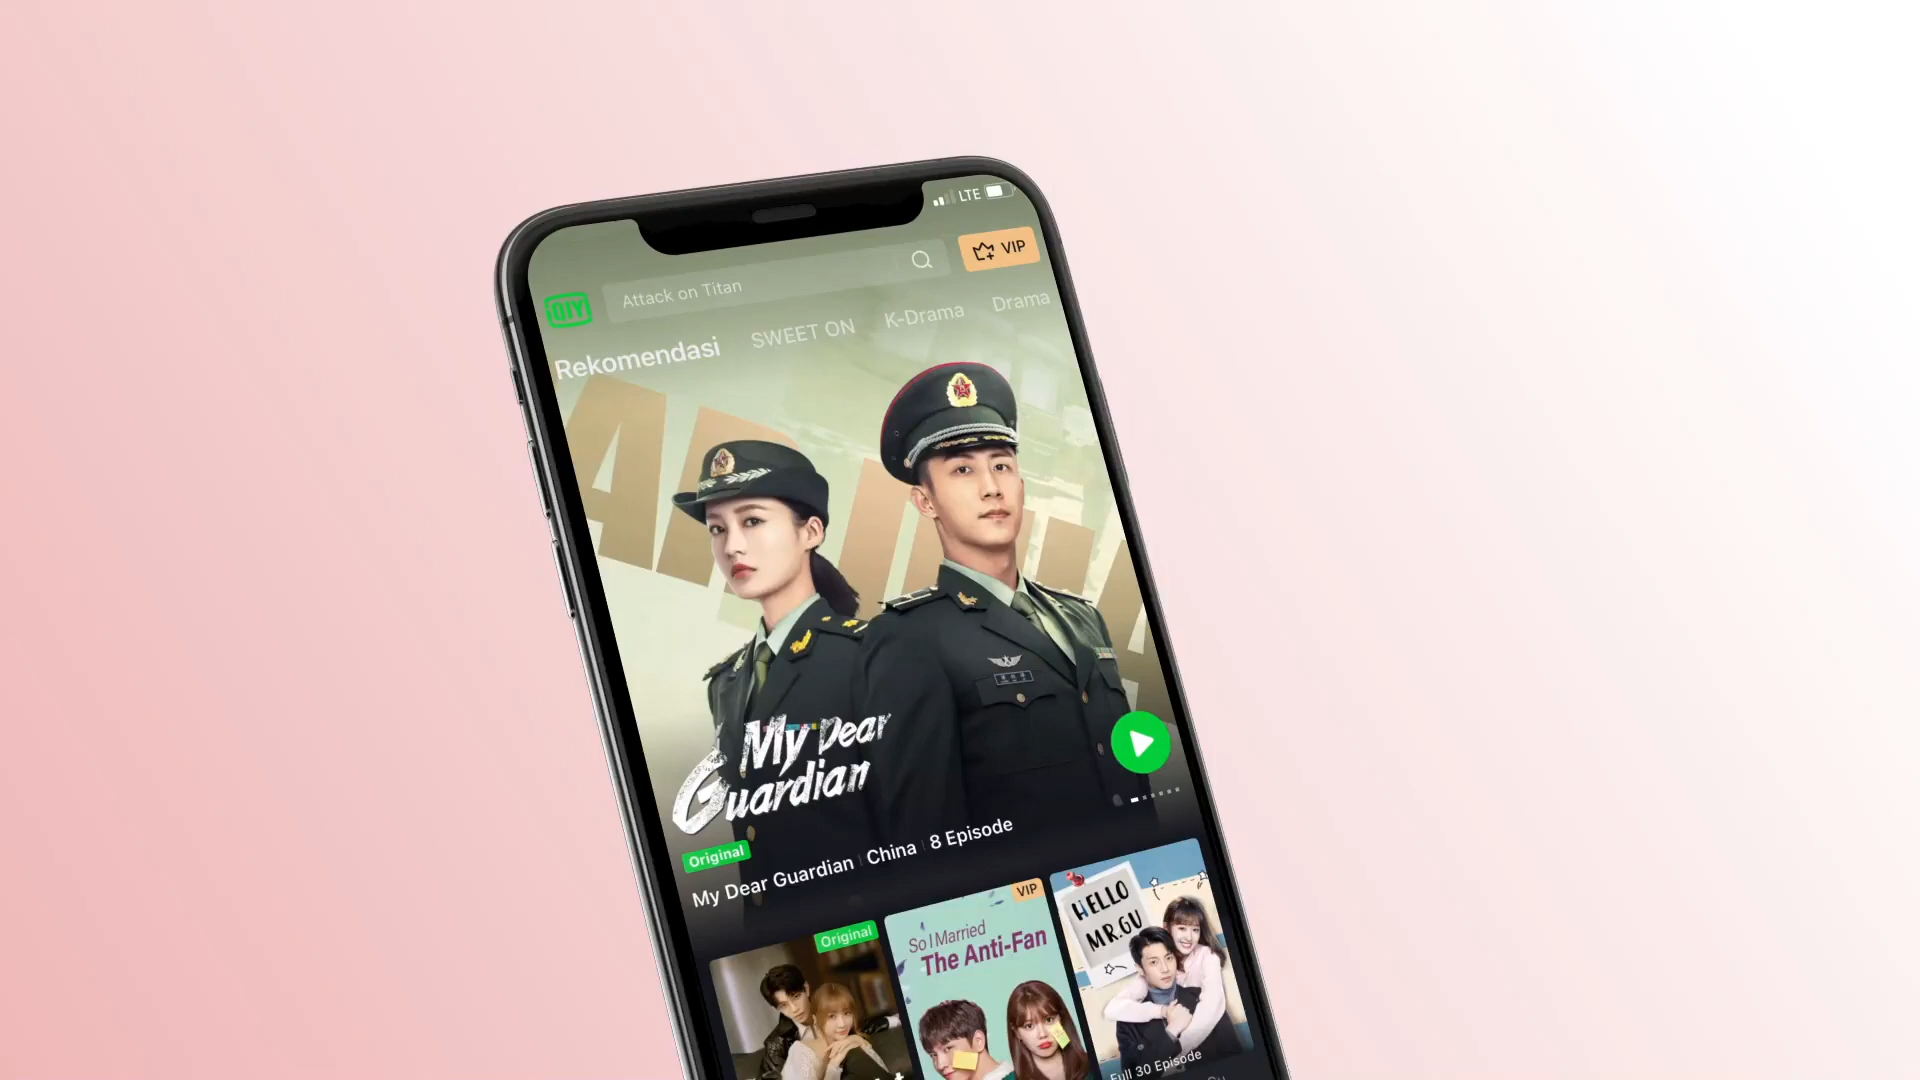 LTE
VIP
QIY
Attack on Titan
Rekomendasi SWEET ON K-Drama Drama
My Dear
Guardian
Original
My Dear Guardian China 8 Episode
Original
VIP
So I Married
The Anti-Fan
HELLO
MR.GU
Full 30 Episode